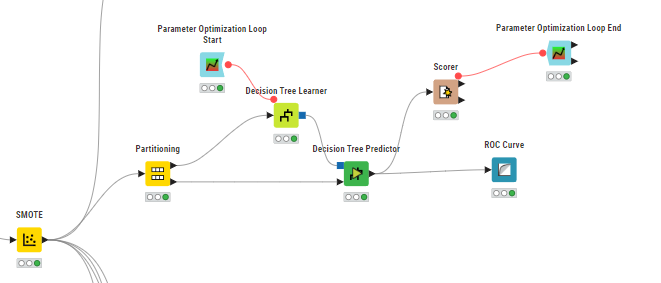 Parameter Optimization Loop
Start
Parameter Optimization Loop End
Scorer
Decision Tree Learner
Partitioning
Decision Tree Predictor
ROC Curve
SMOTE